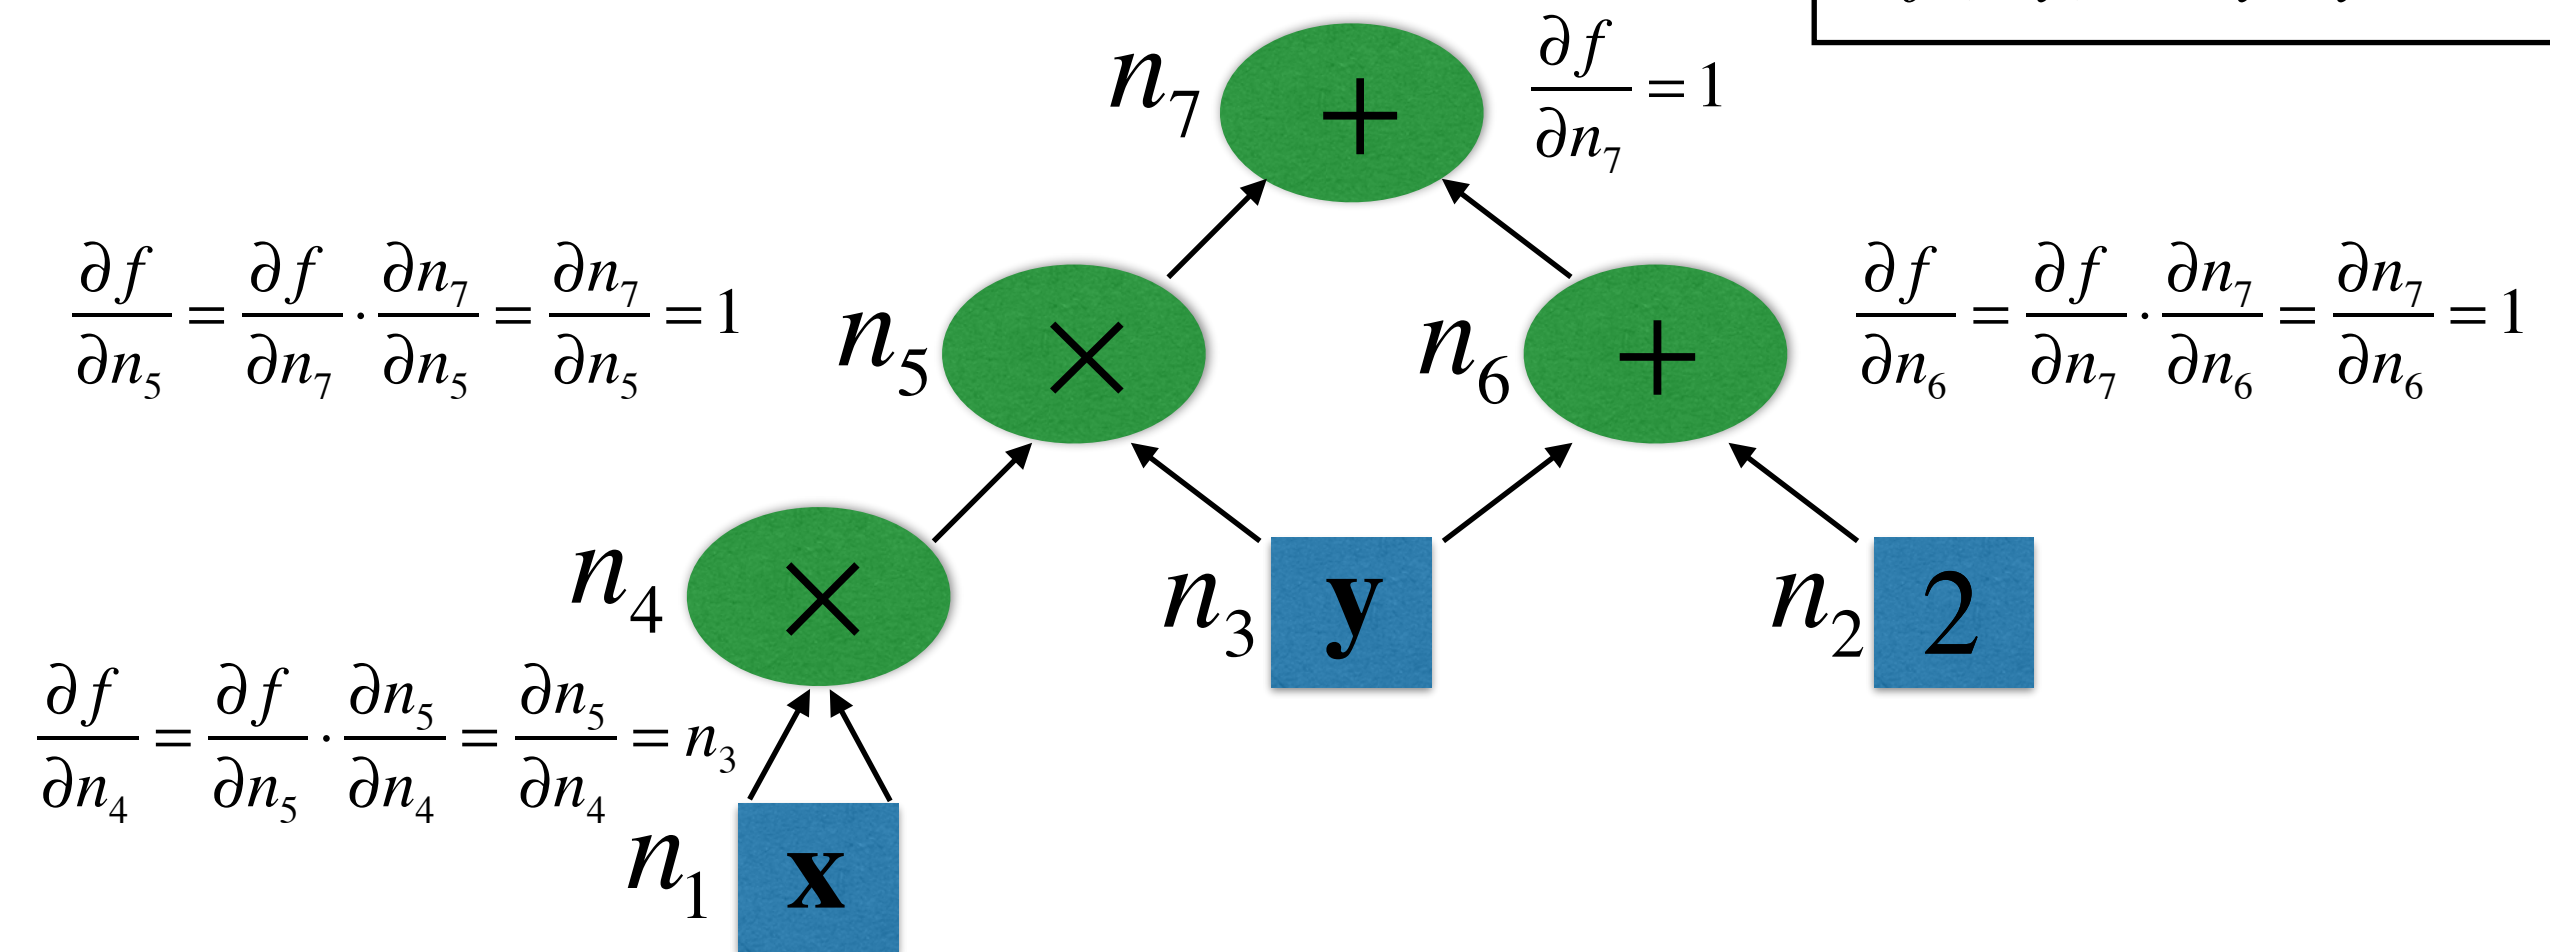 n₇ + ∂f/∂n₇ = 1
∂f/∂n₅ = ∂f/∂n₇ · ∂n₇/∂n₅ = ∂n₇/∂n₅ = 1
n₅ ×
n₆ +
∂f/∂n₆ = ∂f/∂n₇ · ∂n₇/∂n₆ = ∂n₇/∂n₆ = 1
n₄ ×
n₃ y
n₂ 2
∂f/∂n₄ = ∂f/∂n₅ · ∂n₅/∂n₄ = ∂n₅/∂n₄ = n₃
n₁ x